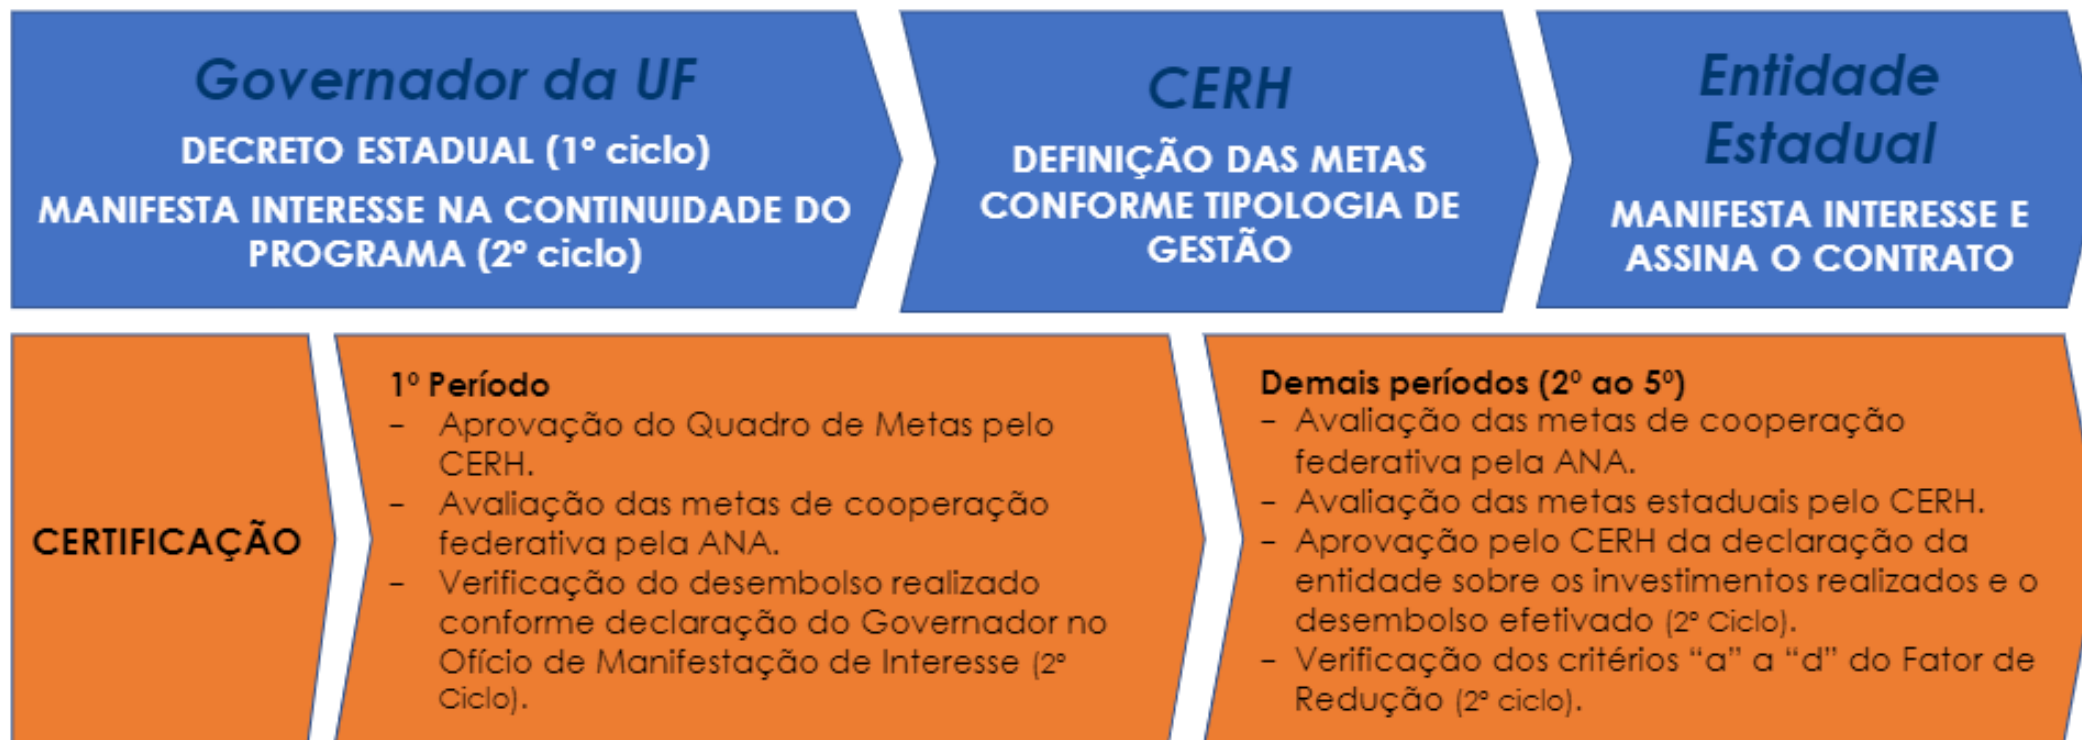 Governador da UF
DECRETO ESTADUAL (1º ciclo)
MANIFESTA INTERESSE NA CONTINUIDADE DO
PROGRAMA (2º ciclo)
CERH
DEFINIÇÃO DAS METAS
CONFORME TIPOLOGIA DE
GESTÃO
Entidade
Estadual
MANIFESTA INTERESSE E
ASSINA O CONTRATO
CERTIFICAÇÃO
1º Período
- Aprovação do Quadro de Metas pelo
CERH.
- Avaliação das metas de cooperação
federativa pela ANA.
- Verificação do desembolso realizado
conforme declaração do Governador no
Ofício de Manifestação de Interesse (2º
Ciclo).
Demais períodos (2º ao 5º)
- Avaliação das metas de cooperação
federativa pela ANA.
- Avaliação das metas estaduais pelo CERH.
- Aprovação pelo CERH da declaração da
entidade sobre os investimentos realizados e o
desembolso efetivado (2º Ciclo).
- Verificação dos critérios “a” a “d” do Fator de
Redução (2º ciclo).